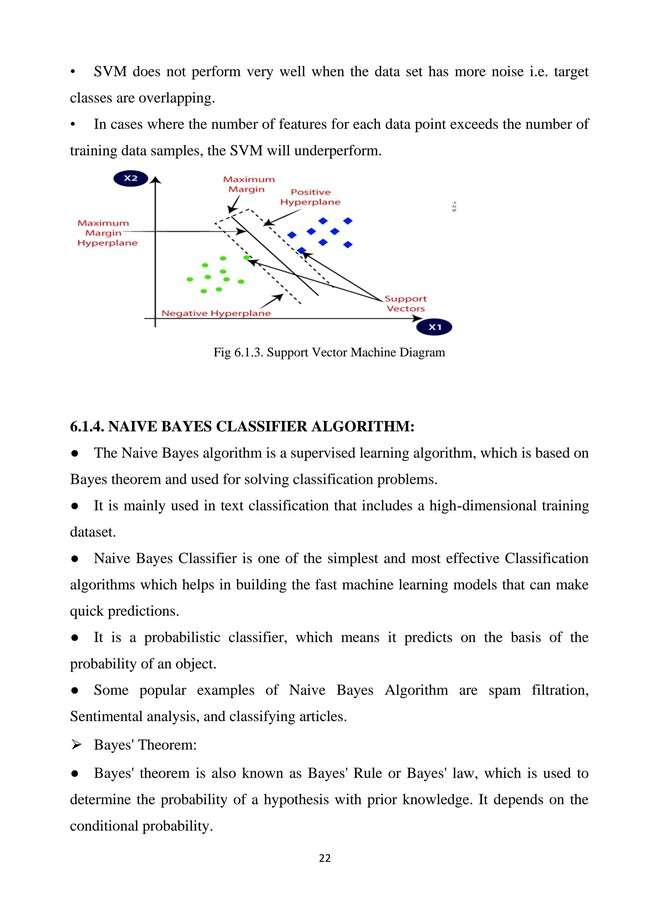 • SVM does not perform very well when the data set has more noise i.e. target
classes are overlapping.
• In cases where the number of features for each data point exceeds the number of
training data samples, the SVM will underperform.
X2
Maximum
Margin
Positive
Hyperplane
Maximum
Margin
Hyperplane
Support
Vectors
Negative Hyperplane
X1
Fig 6.1.3. Support Vector Machine Diagram
6.1.4. NAIVE BAYES CLASSIFIER ALGORITHM:
● The Naive Bayes algorithm is a supervised learning algorithm, which is based on
Bayes theorem and used for solving classification problems.
● It is mainly used in text classification that includes a high-dimensional training
dataset.
● Naive Bayes Classifier is one of the simplest and most effective Classification
algorithms which helps in building the fast machine learning models that can make
quick predictions.
● It is a probabilistic classifier, which means it predicts on the basis of the
probability of an object.
● Some popular examples of Naive Bayes Algorithm are spam filtration,
Sentimental analysis, and classifying articles.
➢ Bayes' Theorem:
● Bayes' theorem is also known as Bayes' Rule or Bayes' law, which is used to
determine the probability of a hypothesis with prior knowledge. It depends on the
conditional probability.
22